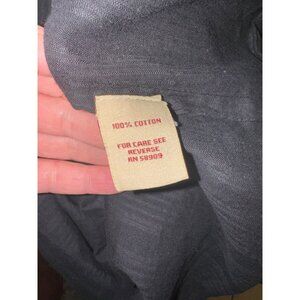 100% COTTON
FOR CARE SEE
REVERSE
RN 58909